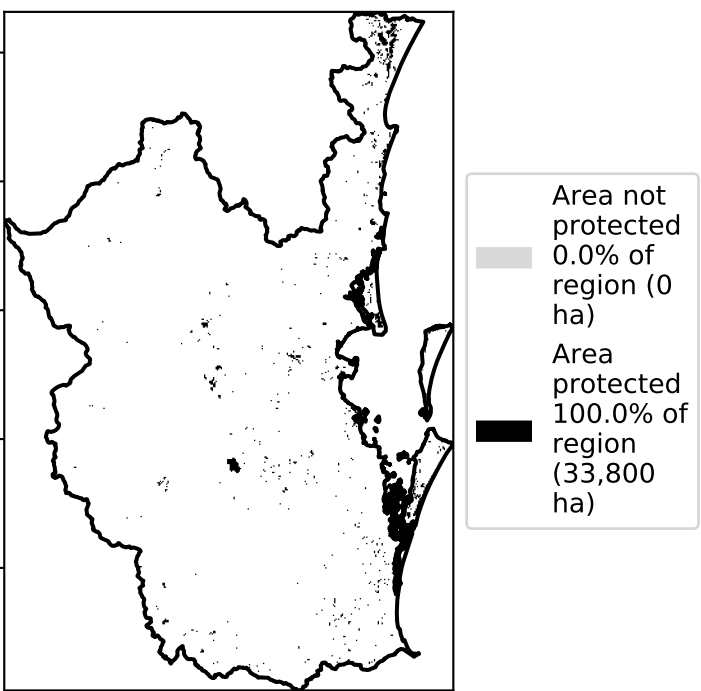 Area not
protected
0.0% of
region (0
ha)
Area
protected
100.0% of
region
(33,800
ha)